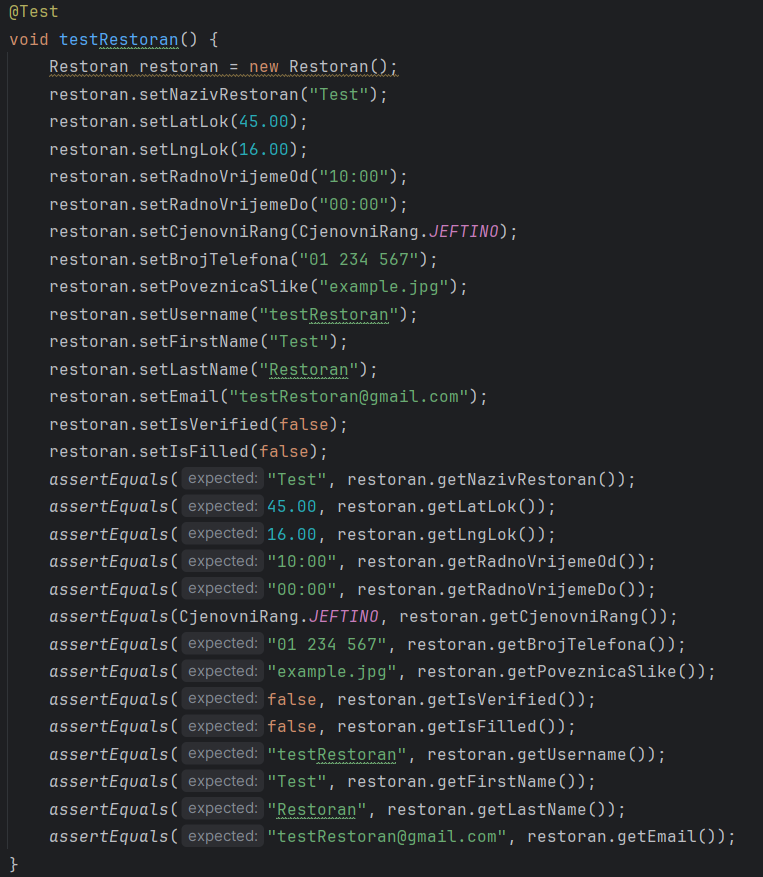 @Test
void testRestoran() {
    Restoran restoran = new Restoran();
    restoran.setNazivRestoran("Test");
    restoran.setLatLok(45.00);
    restoran.setLngLok(16.00);
    restoran.setRadnoVrijemeOd("10:00");
    restoran.setRadnoVrijemeDo("00:00");
    restoran.setCjenovniRang(CjenovniRang.JEFTINO);
    restoran.setBrojTelefona("01 234 567");
    restoran.setPoveznicaSlike("example.jpg");
    restoran.setUsername("testRestoran");
    restoran.setFirstName("Test");
    restoran.setLastName("Restoran");
    restoran.setEmail("testRestoran@gmail.com");
    restoran.setIsVerified(false);
    restoran.setIsFilled(false);
    assertEquals( expected: "Test", restoran.getNazivRestoran());
    assertEquals( expected: 45.00, restoran.getLatLok());
    assertEquals( expected: 16.00, restoran.getLngLok());
    assertEquals( expected: "10:00", restoran.getRadnoVrijemeOd());
    assertEquals( expected: "00:00", restoran.getRadnoVrijemeDo());
    assertEquals(CjenovniRang.JEFTINO, restoran.getCjenovniRang());
    assertEquals( expected: "01 234 567", restoran.getBrojTelefona());
    assertEquals( expected: "example.jpg", restoran.getPoveznicaSlike());
    assertEquals( expected: false, restoran.getIsVerified());
    assertEquals( expected: false, restoran.getIsFilled());
    assertEquals( expected: "testRestoran", restoran.getUsername());
    assertEquals( expected: "Test", restoran.getFirstName());
    assertEquals( expected: "Restoran", restoran.getLastName());
    assertEquals( expected: "testRestoran@gmail.com", restoran.getEmail());
}